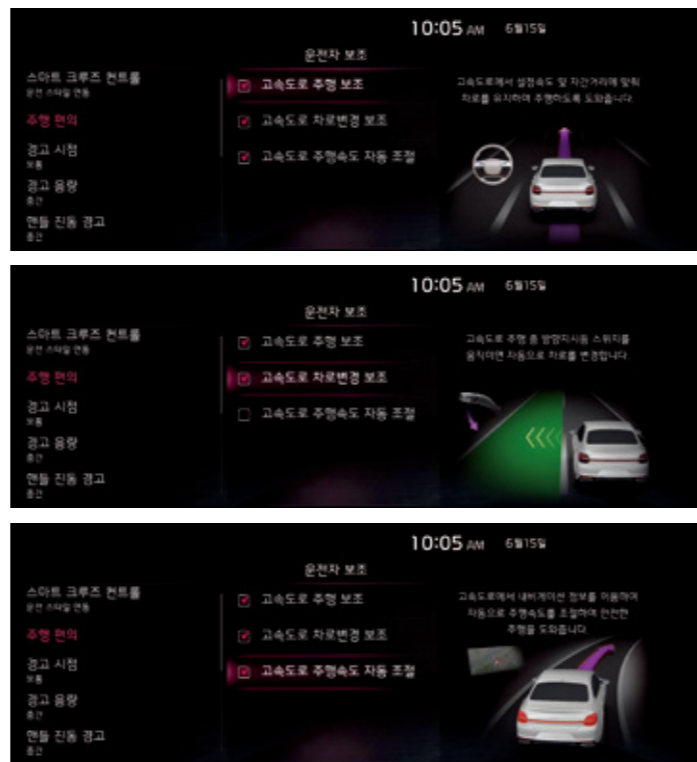 10:05 AM 6월15일
운전자 보조
스마트 크루즈 컨트롤
운전 스타일 연동
주행 편의
경고 시점
보통
경고 음량
중간
핸들 진동 경고
중간
고속도로 주행 보조
고속도로 차로변경 보조
고속도로 주행속도 자동 조절
고속도로에서 설정속도 및 차간거리에 맞춰
차로를 유지하며 주행하도록 도와줍니다.
10:05 AM 6월15일
운전자 보조
스마트 크루즈 컨트롤
운전 스타일 연동
주행 편의
경고 시점
보통
경고 음량
중간
핸들 진동 경고
중간
고속도로 주행 보조
고속도로 차로변경 보조
고속도로 주행속도 자동 조절
고속도로 주행 중 방향지시등 스위치를
움직이면 자동으로 차로를 변경합니다.
10:05 AM 6월15일
운전자 보조
스마트 크루즈 컨트롤
운전 스타일 연동
주행 편의
경고 시점
보통
경고 음량
중간
핸들 진동 경고
중간
고속도로 주행 보조
고속도로 차로변경 보조
고속도로 주행속도 자동 조절
고속도로에서 내비게이션 정보를 이용하여
자동으로 주행속도를 조절하여 안전한
주행을 도와줍니다.